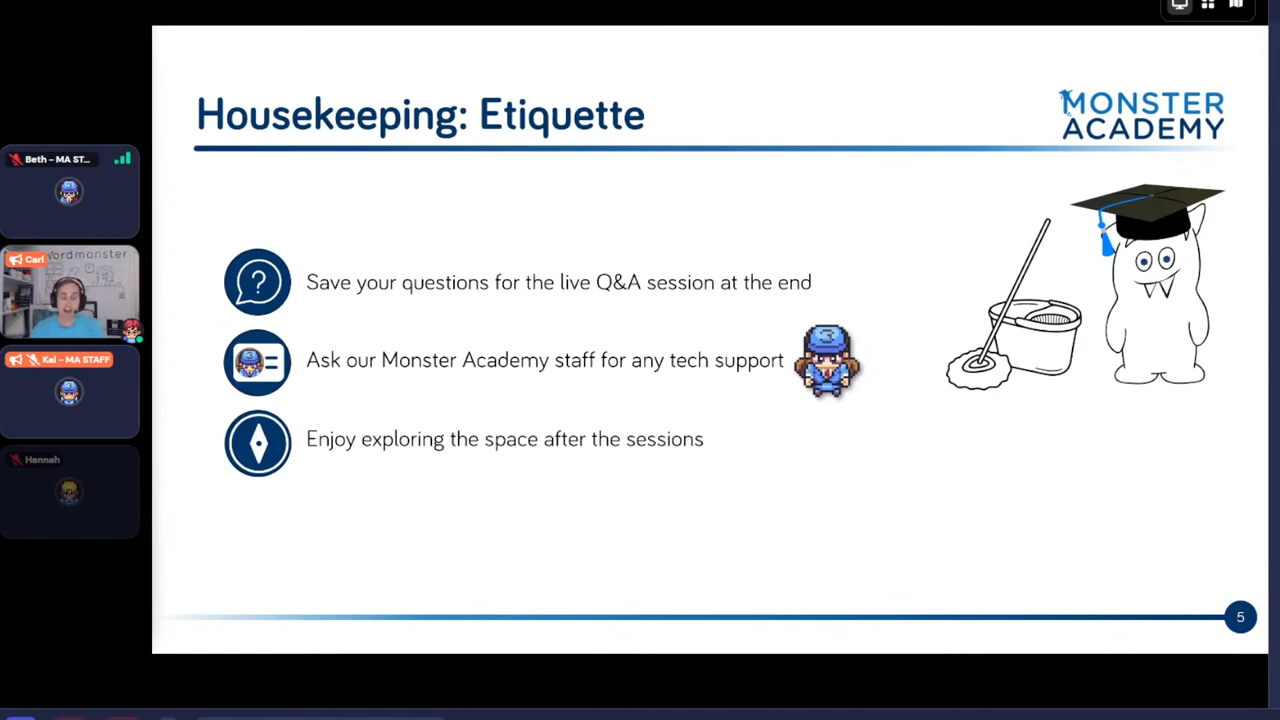 Housekeeping: Etiquette
MONSTER
ACADEMY
Beth – MA ST...
Carl
wordmonster
Kai – MA STAFF
Hannah
Save your questions for the live Q&A session at the end
Ask our Monster Academy staff for any tech support
Enjoy exploring the space after the sessions
5